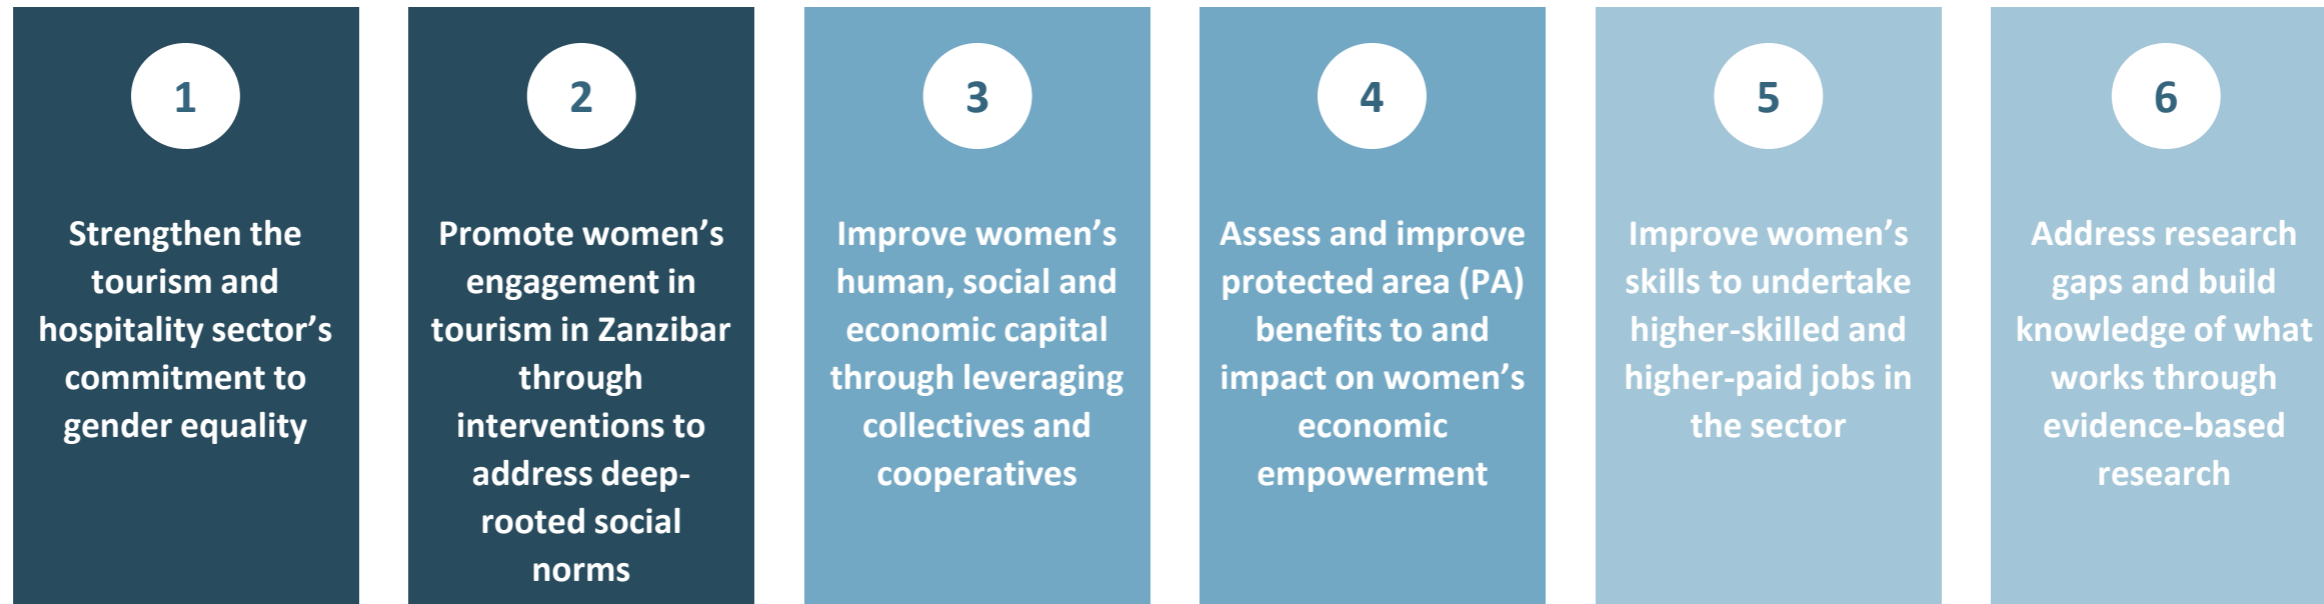 1
Strengthen the
tourism and
hospitality sector’s
commitment to
gender equality
2
Promote women’s
engagement in
tourism in Zanzibar
through
interventions to
address deep-
rooted social
norms
3
Improve women’s
human, social and
economic capital
through leveraging
collectives and
cooperatives
4
Assess and improve
protected area (PA)
benefits to and
impact on women’s
economic
empowerment
5
Improve women’s
skills to undertake
higher-skilled and
higher-paid jobs in
the sector
6
Address research
gaps and build
knowledge of what
works through
evidence-based
research